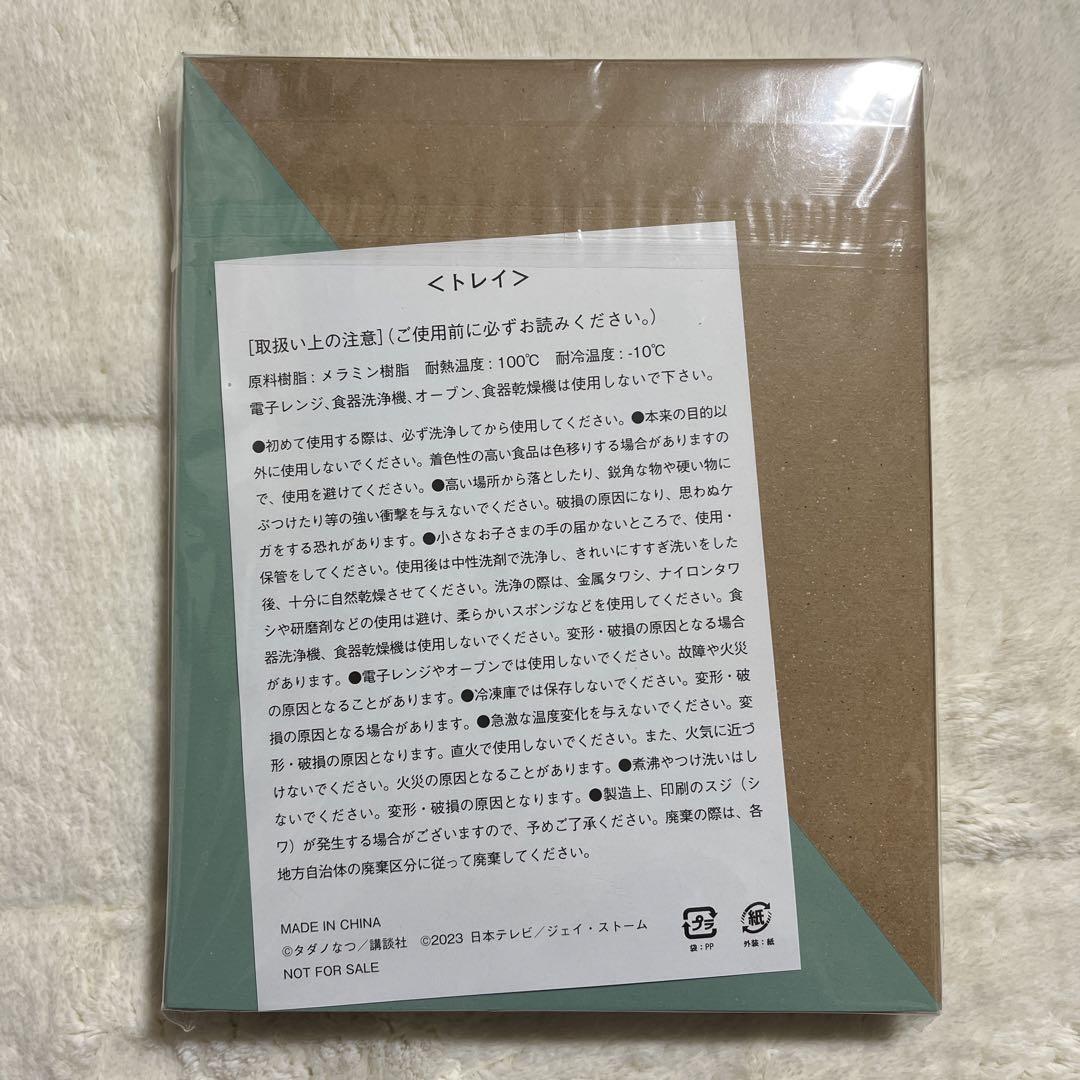 ＜トレイ＞
[取扱い上の注意]（ご使用前に必ずお読みください。）
原料樹脂：メラミン樹脂　耐熱温度：100℃　耐冷温度：-10℃
電子レンジ、食器洗浄機、オーブン、食器乾燥機は使用しないで下さい。
●初めて使用する際は、必ず洗浄してから使用してください。●本来の目的以
外に使用しないでください。着色性の高い食品は色移りする場合がありますの
で、使用を避けてください。●高い場所から落としたり、鋭角な物や硬い物に
ぶつけたり等の強い衝撃を与えないでください。破損の原因になり、思わぬケ
ガをする恐れがあります。●小さなお子さまの手の届かないところで、使用・
保管をしてください。使用後は中性洗剤で洗浄し、きれいにすすぎ洗いをした
後、十分に自然乾燥させてください。洗浄の際は、金属タワシ、ナイロンタワ
シや研磨剤などの使用は避け、柔らかいスポンジなどを使用してください。食
器洗浄機、食器乾燥機は使用しないでください。変形・破損の原因となる場合
があります。●電子レンジやオーブンでは使用しないでください。故障や火災
の原因となることがあります。●冷凍庫では保存しないでください。変形・破
損の原因となる場合があります。●急激な温度変化を与えないでください。変
形・破損の原因となります。直火で使用しないでください。また、火気に近づ
けないでください。火災の原因となることがあります。●煮沸やつけ洗いはし
ないでください。変形・破損の原因となります。●製造上、印刷のスジ（シ
ワ）が発生する場合がございますので、予めご了承ください。廃棄の際は、各
地方自治体の廃棄区分に従って廃棄してください。
MADE IN CHINA
©タダノなつ／講談社　©2023 日本テレビ／ジェイ・ストーム
NOT FOR SALE
プラ
袋：PP
紙
外装：紙